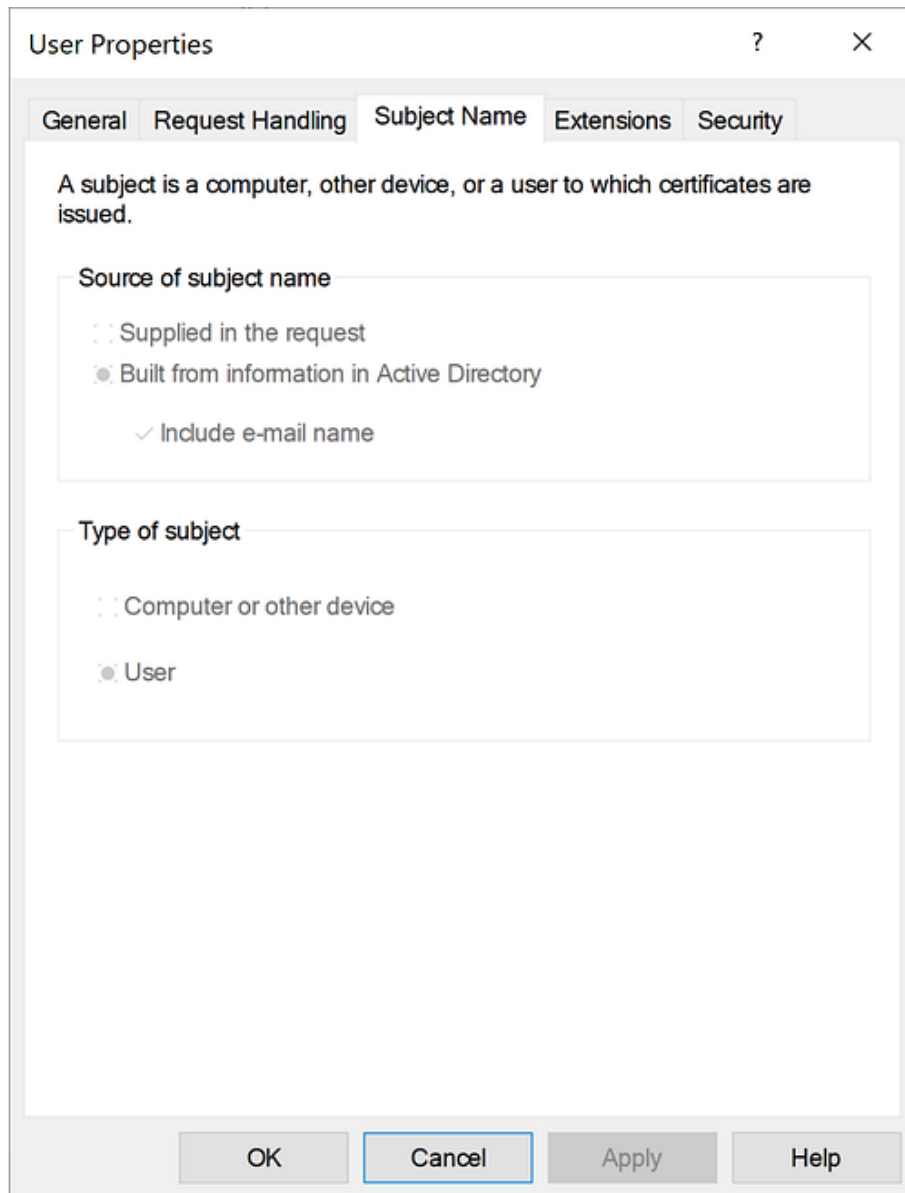 User Properties
?
General
Request Handling
Subject Name
Extensions
Security
A subject is a computer, other device, or a user to which certificates are
issued.
Source of subject name
Supplied in the request
Built from information in Active Directory
Include e-mail name
Type of subject
Computer or other device
User
OK
Cancel
Apply
Help